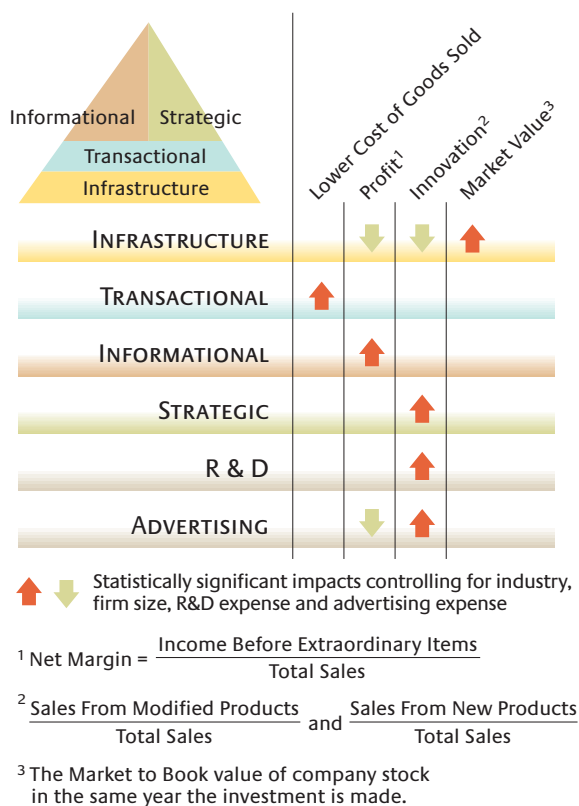 Informational Strategic
Transactional
Infrastructure
Lower Cost of Goods Sold
Profit¹
Innovation²
Market Value³
INFRASTRUCTURE
TRANSACTIONAL
INFORMATIONAL
STRATEGIC
R & D
ADVERTISING
Statistically significant impacts controlling for industry,
firm size, R&D expense and advertising expense
¹ Net Margin = Income Before Extraordinary Items
Total Sales
² Sales From Modified Products and Sales From New Products
Total Sales Total Sales
³ The Market to Book value of company stock
in the same year the investment is made.